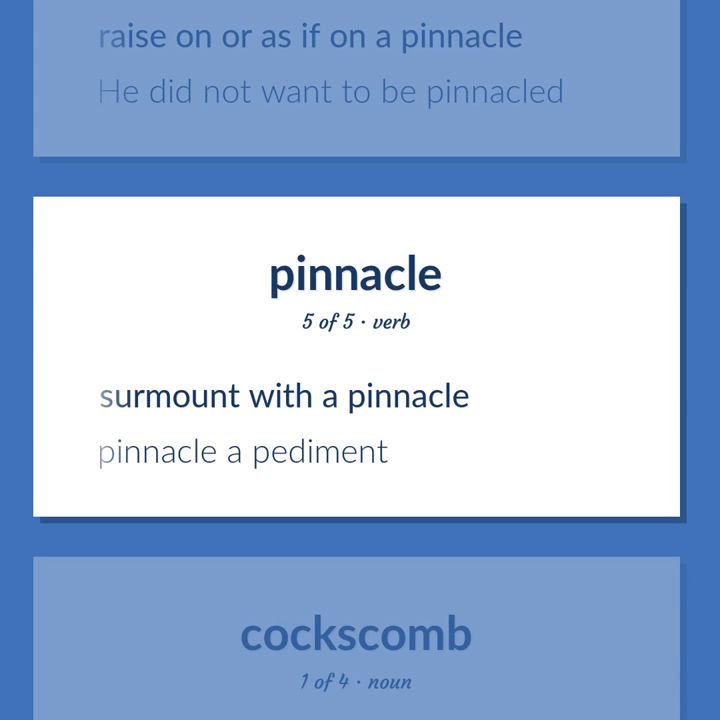 raise on or as if on a pinnacle
He did not want to be pinnacled
pinnacle
5 of 5 · verb
surmount with a pinnacle
pinnacle a pediment
cockscomb
1 of 4 · noun